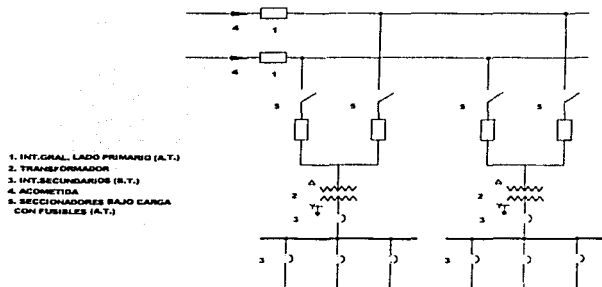 4 1
4 1
5 5 5 5
1. INT.GRAL. LADO PRIMARIO (A.T.)
2. TRANSFORMADOR
3. INT.SECUNDARIOS (B.T.)
4. ACOMETIDA
5. SECCIONADORES BAJO CARGA
CON FUSIBLES (A.T.)
2 2
3 3
3 3